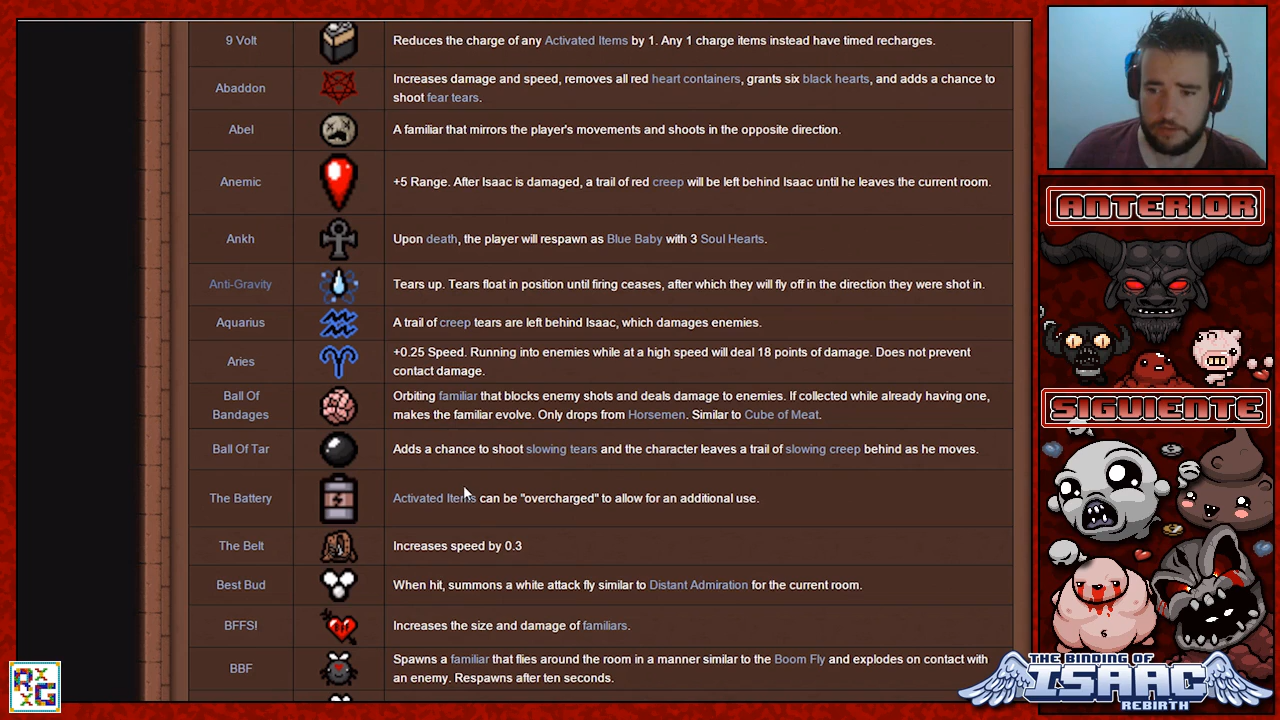 9 Volt
Reduces the charge of any Activated Items by 1. Any 1 charge items instead have timed recharges.
Abaddon
Increases damage and speed, removes all red heart containers, grants six black hearts, and adds a chance to
shoot fear tears.
Abel
A familiar that mirrors the player's movements and shoots in the opposite direction.
Anemic
+5 Range. After Isaac is damaged, a trail of red creep will be left behind Isaac until he leaves the current room.
Ankh
Upon death, the player will respawn as Blue Baby with 3 Soul Hearts.
Anti-Gravity
Tears up. Tears float in position until firing ceases, after which they will fly off in the direction they were shot in.
Aquarius
A trail of creep tears are left behind Isaac, which damages enemies.
Aries
+0.25 Speed. Running into enemies while at a high speed will deal 18 points of damage. Does not prevent
contact damage.
Ball Of
Bandages
Orbiting familiar that blocks enemy shots and deals damage to enemies. If collected while already having one,
makes the familiar evolve. Only drops from Horsemen. Similar to Cube of Meat.
Ball Of Tar
Adds a chance to shoot slowing tears and the character leaves a trail of slowing creep behind as he moves.
The Battery
Activated Items can be "overcharged" to allow for an additional use.
The Belt
Increases speed by 0.3
Best Bud
When hit, summons a white attack fly similar to Distant Admiration for the current room.
BFFS!
Increases the size and damage of familiars.
BBF
Spawns a familiar that flies around the room in a manner similar to the Boom Fly and explodes on contact with
an enemy. Respawns after ten seconds.
ANTERIOR
SIGUIENTE
THE BINDING OF
ISAAC
REBIRTH
RX
XG